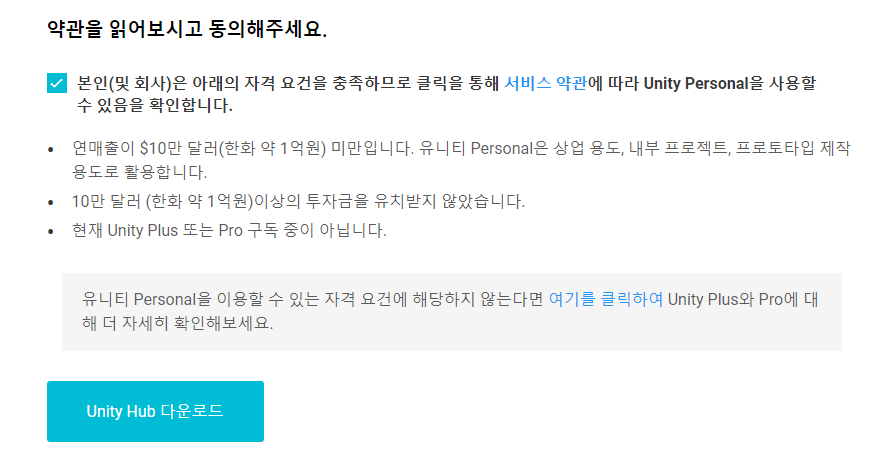 약관을 읽어보시고 동의해주세요.
본인(및 회사)은 아래의 자격 요건을 충족하므로 클릭을 통해 서비스 약관에 따라 Unity Personal을 사용할
수 있음을 확인합니다.
• 연매출이 $10만 달러(한화 약 1억원) 미만입니다. 유니티 Personal은 상업 용도, 내부 프로젝트, 프로토타입 제작
용도로 활용합니다.
• 10만 달러 (한화 약 1억원)이상의 투자금을 유치받지 않았습니다.
• 현재 Unity Plus 또는 Pro 구독 중이 아닙니다.
유니티 Personal을 이용할 수 있는 자격 요건에 해당하지 않는다면 여기를 클릭하여 Unity Plus와 Pro에 대
해 더 자세히 확인해보세요.
Unity Hub 다운로드